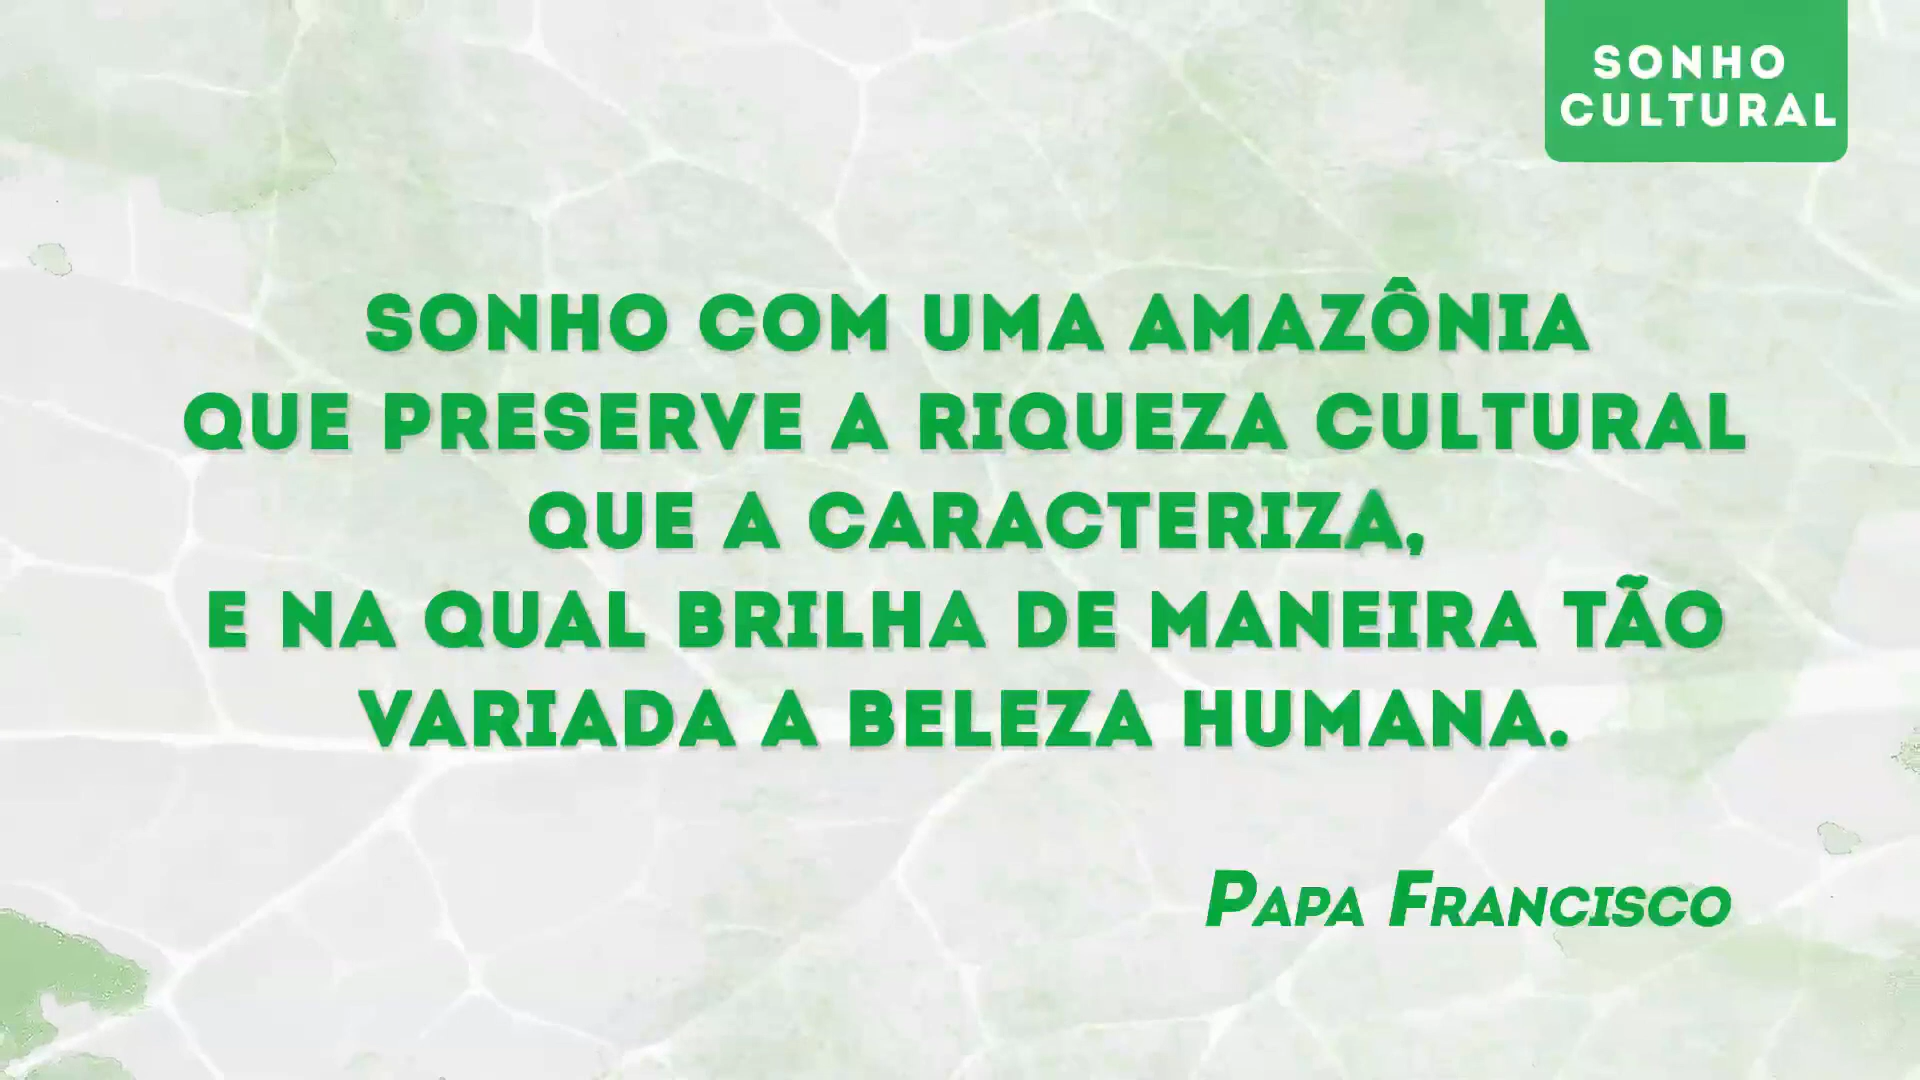 SONHO
CULTURAL
SONHO COM UMA AMAZÔNIA
QUE PRESERVE A RIQUEZA CULTURAL
QUE A CARACTERIZA,
E NA QUAL BRILHA DE MANEIRA TÃO
VARIADA A BELEZA HUMANA.
PAPA FRANCISCO